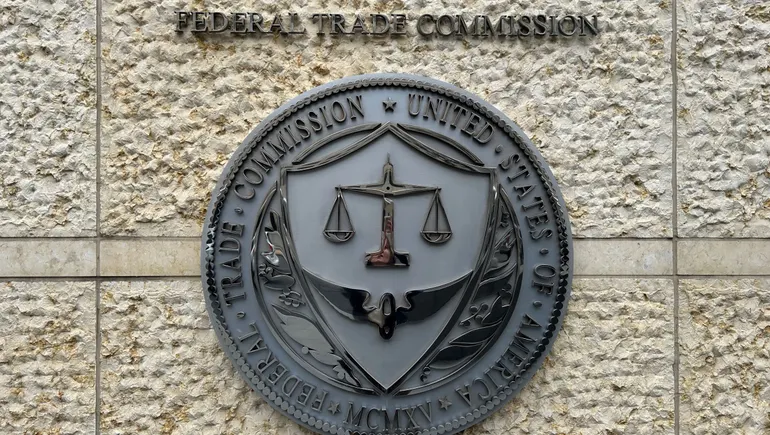 FEDERAL TRADE COMMISSION
FEDERAL TRADE COMMISSION ★ UNITED STATES OF AMERICA
★ MCMXV ★